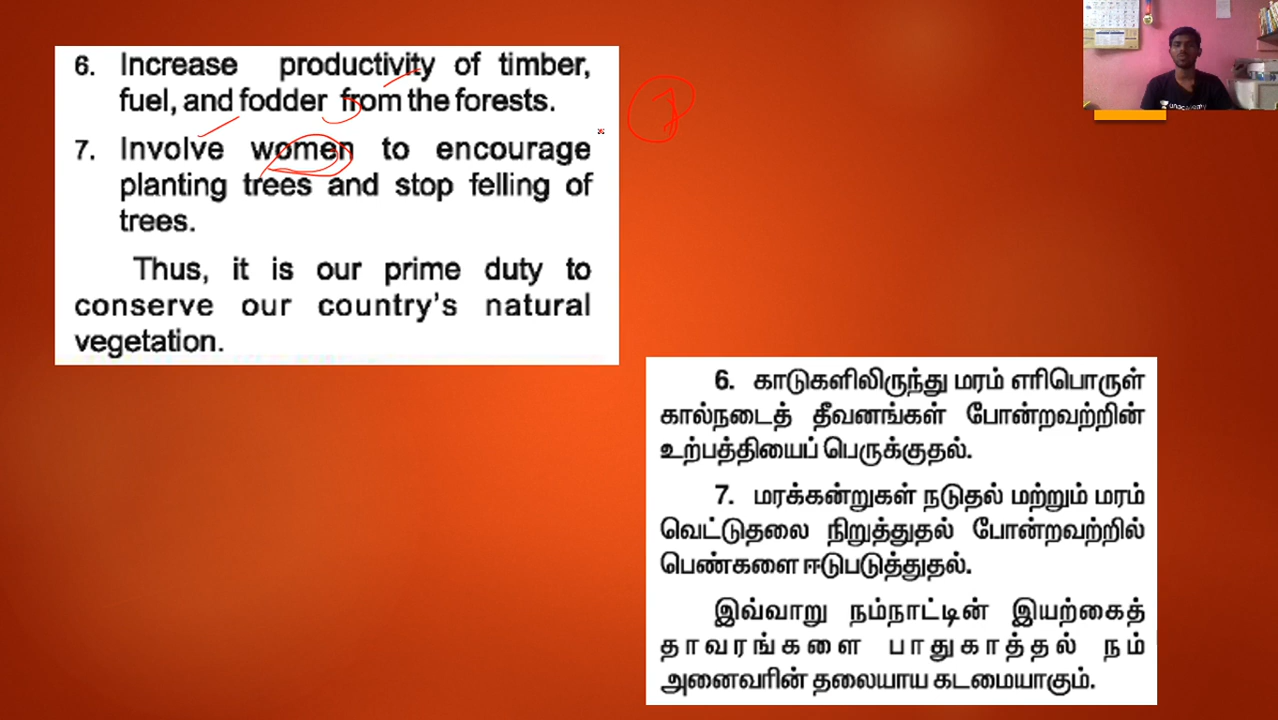 6. Increase productivity of timber,
fuel, and fodder from the forests.
7. Involve women to encourage
planting trees and stop felling of
trees.
Thus, it is our prime duty to
conserve our country's natural
vegetation.
7
unacademy
6. காடுகளிலிருந்து மரம் எரிபொருள்
கால்நடைத் தீவனங்கள் போன்றவற்றின்
உற்பத்தியைப் பெருக்குதல்.
7. மரக்கன்றுகள் நடுதல் மற்றும் மரம்
வெட்டுதலை நிறுத்துதல் போன்றவற்றில்
பெண்களை ஈடுபடுத்துதல்.
இவ்வாறு நம்நாட்டின் இயற்கைத்
தாவரங்களை பாதுகாத்தல் நம்
அனைவரின் தலையாய கடமையாகும்.